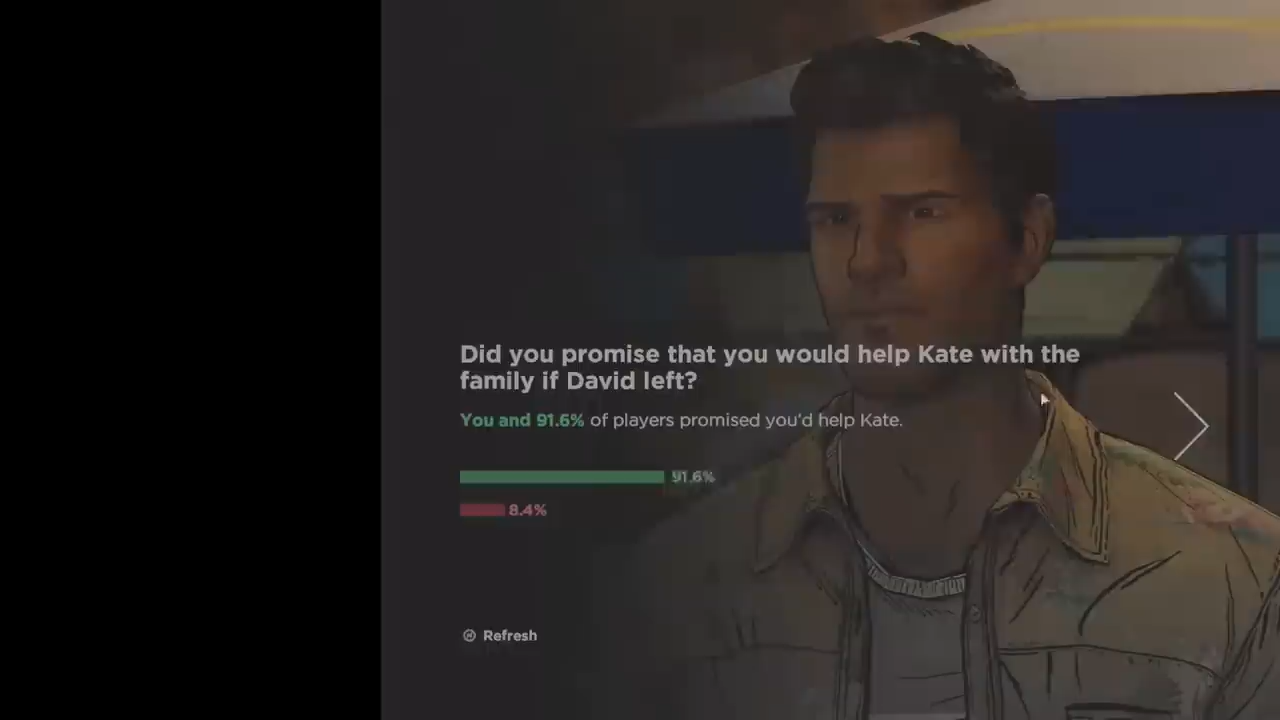 Did you promise that you would help Kate with the
family if David left?
You and 91.6% of players promised you'd help Kate.
91.6%
8.4%
Refresh